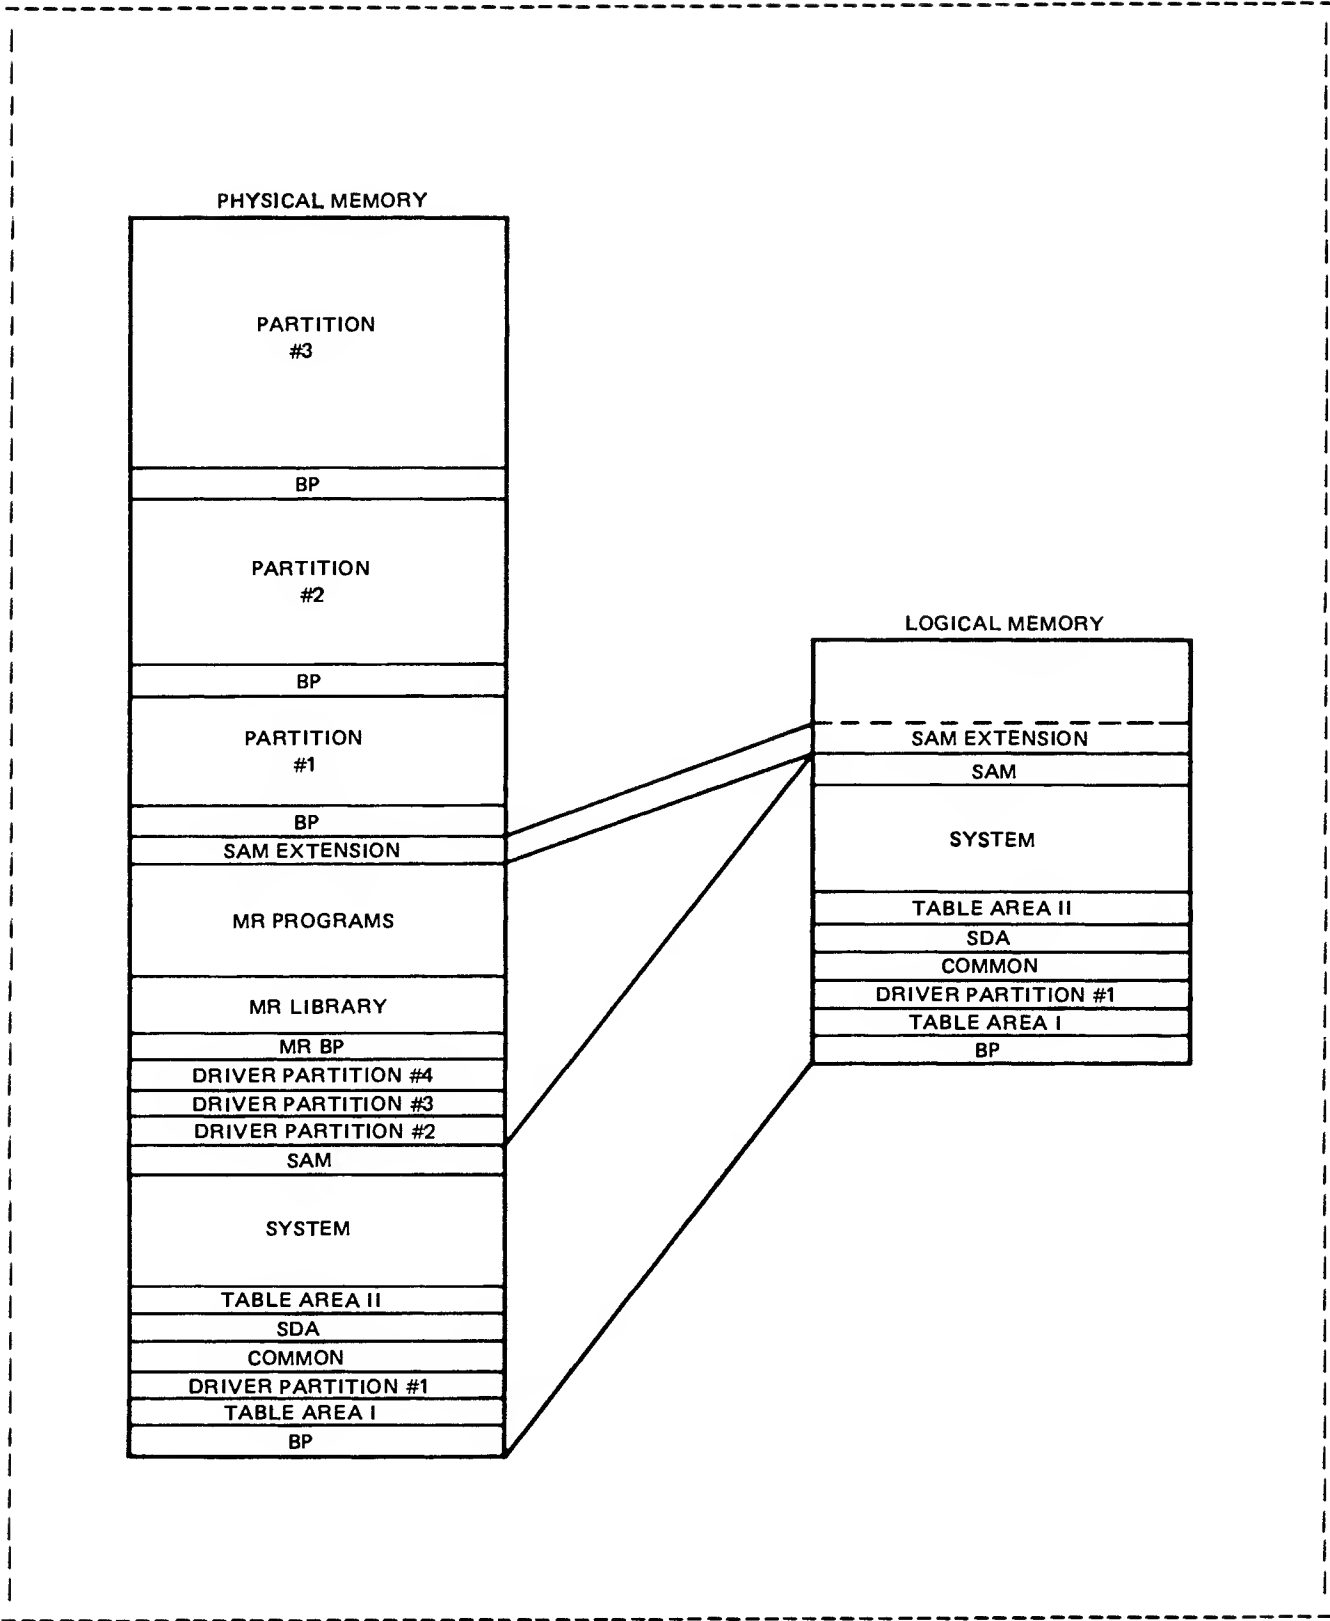 PHYSICAL MEMORY
PARTITION
#3
BP
PARTITION
#2
BP
PARTITION
#1
BP
SAM EXTENSION
MR PROGRAMS
MR LIBRARY
MR BP
DRIVER PARTITION #4
DRIVER PARTITION #3
DRIVER PARTITION #2
SAM
SYSTEM
TABLE AREA II
SDA
COMMON
DRIVER PARTITION #1
TABLE AREA I
BP
LOGICAL MEMORY
SAM EXTENSION
SAM
SYSTEM
TABLE AREA II
SDA
COMMON
DRIVER PARTITION #1
TABLE AREA I
BP